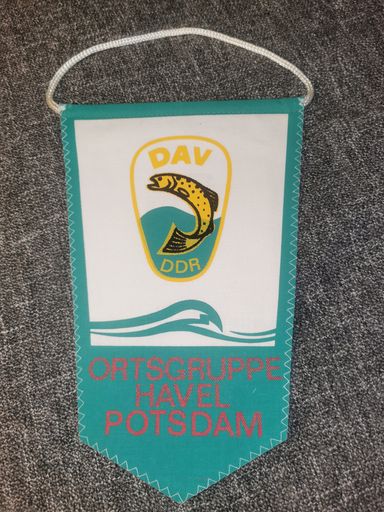 DAV
DDR
ORTSGRUPPE
HAVEL
POTSDAM